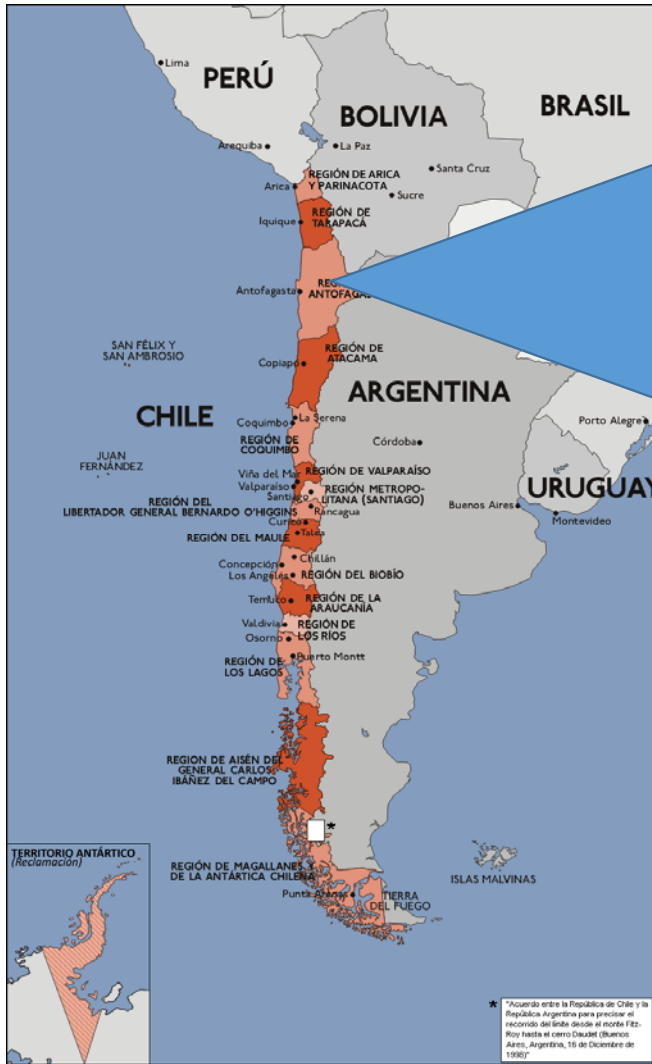 Lima
PERÚ
BOLIVIA
BRASIL
Arequiba
La Paz
Santa Cruz
Sucre
Arica
REGIÓN DE ARICA
Y PARINACOTA
Iquique
REGIÓN DE
TARAPACÁ
Antofagasta
ANTOFAGAS
SAN FÉLIX Y
SAN AMBROSIO
Copiapó
REGIÓN DE
ATACAMA
ARGENTINA
CHILE
La Serena
Coquimbo
REGIÓN DE
COQUIMBO
Córdoba
Porto Alegre
JUAN
FERNÁNDEZ
Viña del Mar
REGIÓN DE VALPARAÍSO
Valparaíso
Santiago
REGIÓN METROPO-
LITANA (SANTIAGO)
URUGUAY
REGIÓN DEL
LIBERTADOR GENERAL BERNARDO O'HIGGINS
Rancagua
Buenos Aires
Montevideo
Curicó
REGIÓN DEL MAULE
Talca
Chillán
Concepción
Los Angeles
REGIÓN DEL BIOBÍO
Temuco
REGIÓN DE LA
ARAUCANÍA
Valdivia
REGIÓN DE
LOS RÍOS
Osorno
Puerto Montt
REGIÓN DE
LOS LAGOS
REGION DE AISÉN DEL
GENERAL CARLOS
IBÁÑEZ DEL CAMPO
*
TERRITORIO ANTÁRTICO
(Reclamación)
REGIÓN DE MAGALLANES Y
DE LA ANTÁRTICA CHILENA
ISLAS MALVINAS
Punta Arenas
TIERRA
DEL FUEGO
* "Acuerdo entre la República de Chile y la
República Argentina para precisar el
recorrido del límite desde el monte Fitz-
Roy hasta el cerro Daudet (Buenos
Aires, Argentina, 16 de Diciembre de
1998)"